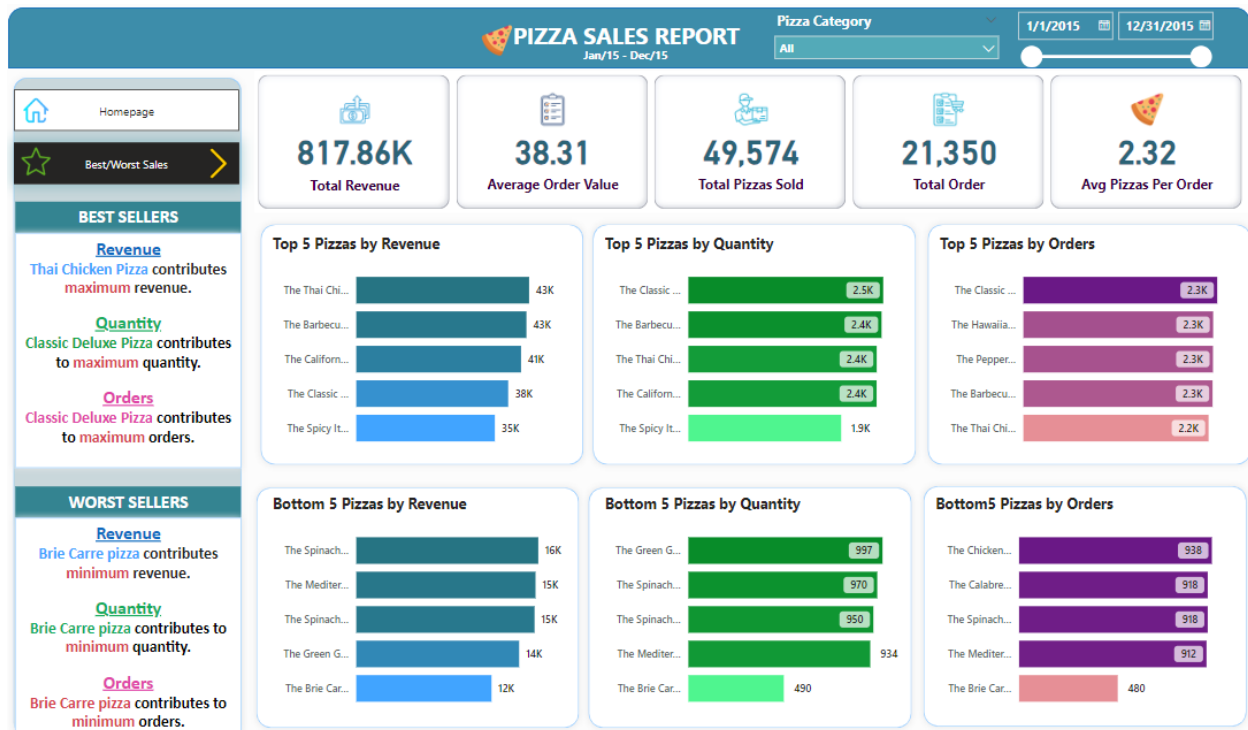 PIZZA SALES REPORT
Jan/15 - Dec/15
Pizza Category
All
1/1/2015
12/31/2015
Homepage
Best/Worst Sales
BEST SELLERS
Revenue
Thai Chicken Pizza contributes
maximum revenue.
Quantity
Classic Deluxe Pizza contributes
to maximum quantity.
Orders
Classic Deluxe Pizza contributes
to maximum orders.
WORST SELLERS
Revenue
Brie Carre pizza contributes
minimum revenue.
Quantity
Brie Carre pizza contributes to
minimum quantity.
Orders
Brie Carre pizza contributes to
minimum orders.
817.86K
Total Revenue
38.31
Average Order Value
49,574
Total Pizzas Sold
21,350
Total Order
2.32
Avg Pizzas Per Order
Top 5 Pizzas by Revenue
The Thai Chi... 43K
The Barbecu... 43K
The Californ... 41K
The Classic ... 38K
The Spicy It... 35K
Top 5 Pizzas by Quantity
The Classic ... 2.5K
The Barbecu... 2.4K
The Thai Chi... 2.4K
The Californ... 2.4K
The Spicy It... 1.9K
Top 5 Pizzas by Orders
The Classic ... 2.3K
The Hawaiia... 2.3K
The Pepper... 2.3K
The Barbecu... 2.3K
The Thai Chi... 2.2K
Bottom 5 Pizzas by Revenue
The Spinach... 16K
The Mediter... 15K
The Spinach... 15K
The Green G... 14K
The Brie Car... 12K
Bottom 5 Pizzas by Quantity
The Green G... 997
The Spinach... 970
The Spinach... 950
The Mediter... 934
The Brie Car... 490
Bottom5 Pizzas by Orders
The Chicken... 938
The Calabre... 918
The Spinach... 918
The Mediter... 912
The Brie Car... 480